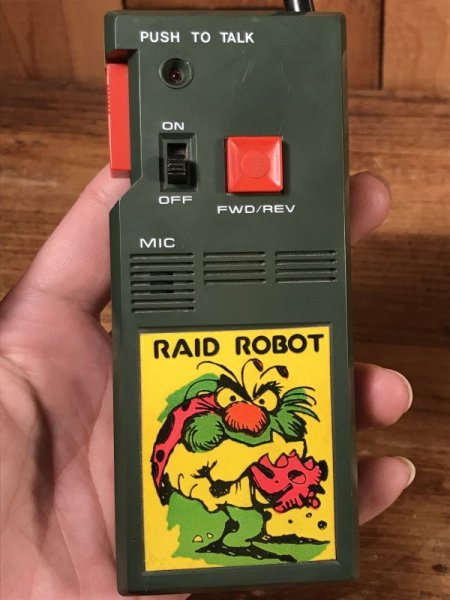 PUSH TO TALK
ON
OFF
FWD/REV
MIC
RAID ROBOT